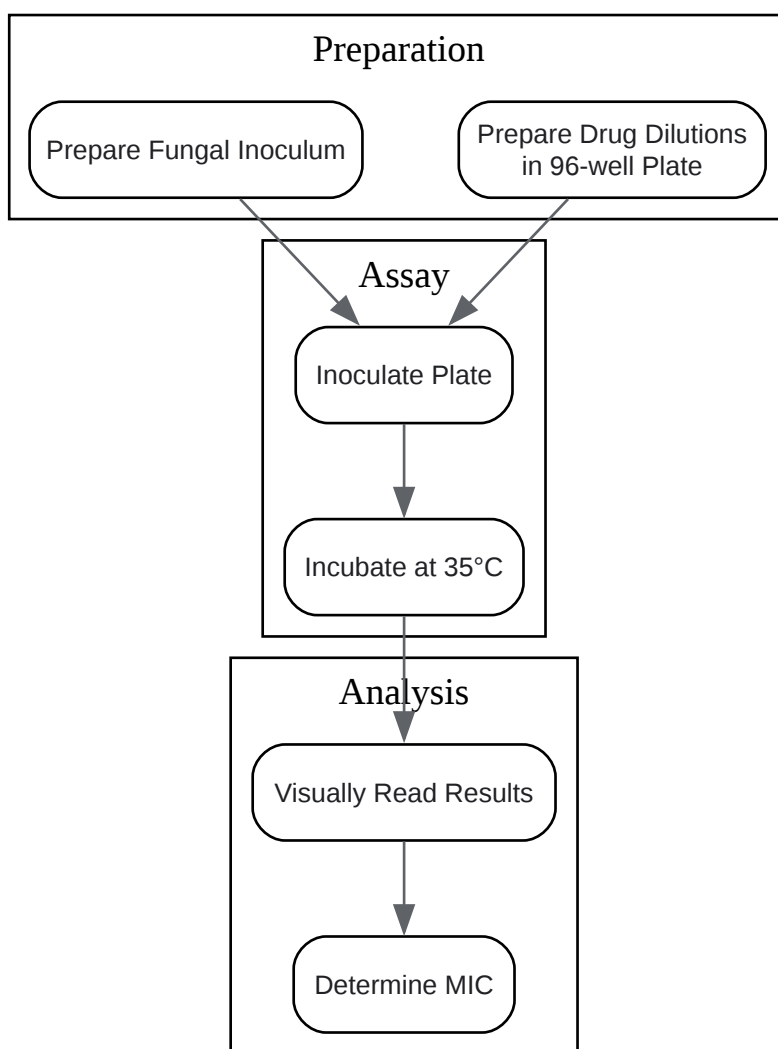 Preparation
Prepare Fungal Inoculum
Prepare Drug Dilutions
in 96-well Plate
Assay
Inoculate Plate
Incubate at 35°C
Analysis
Visually Read Results
Determine MIC